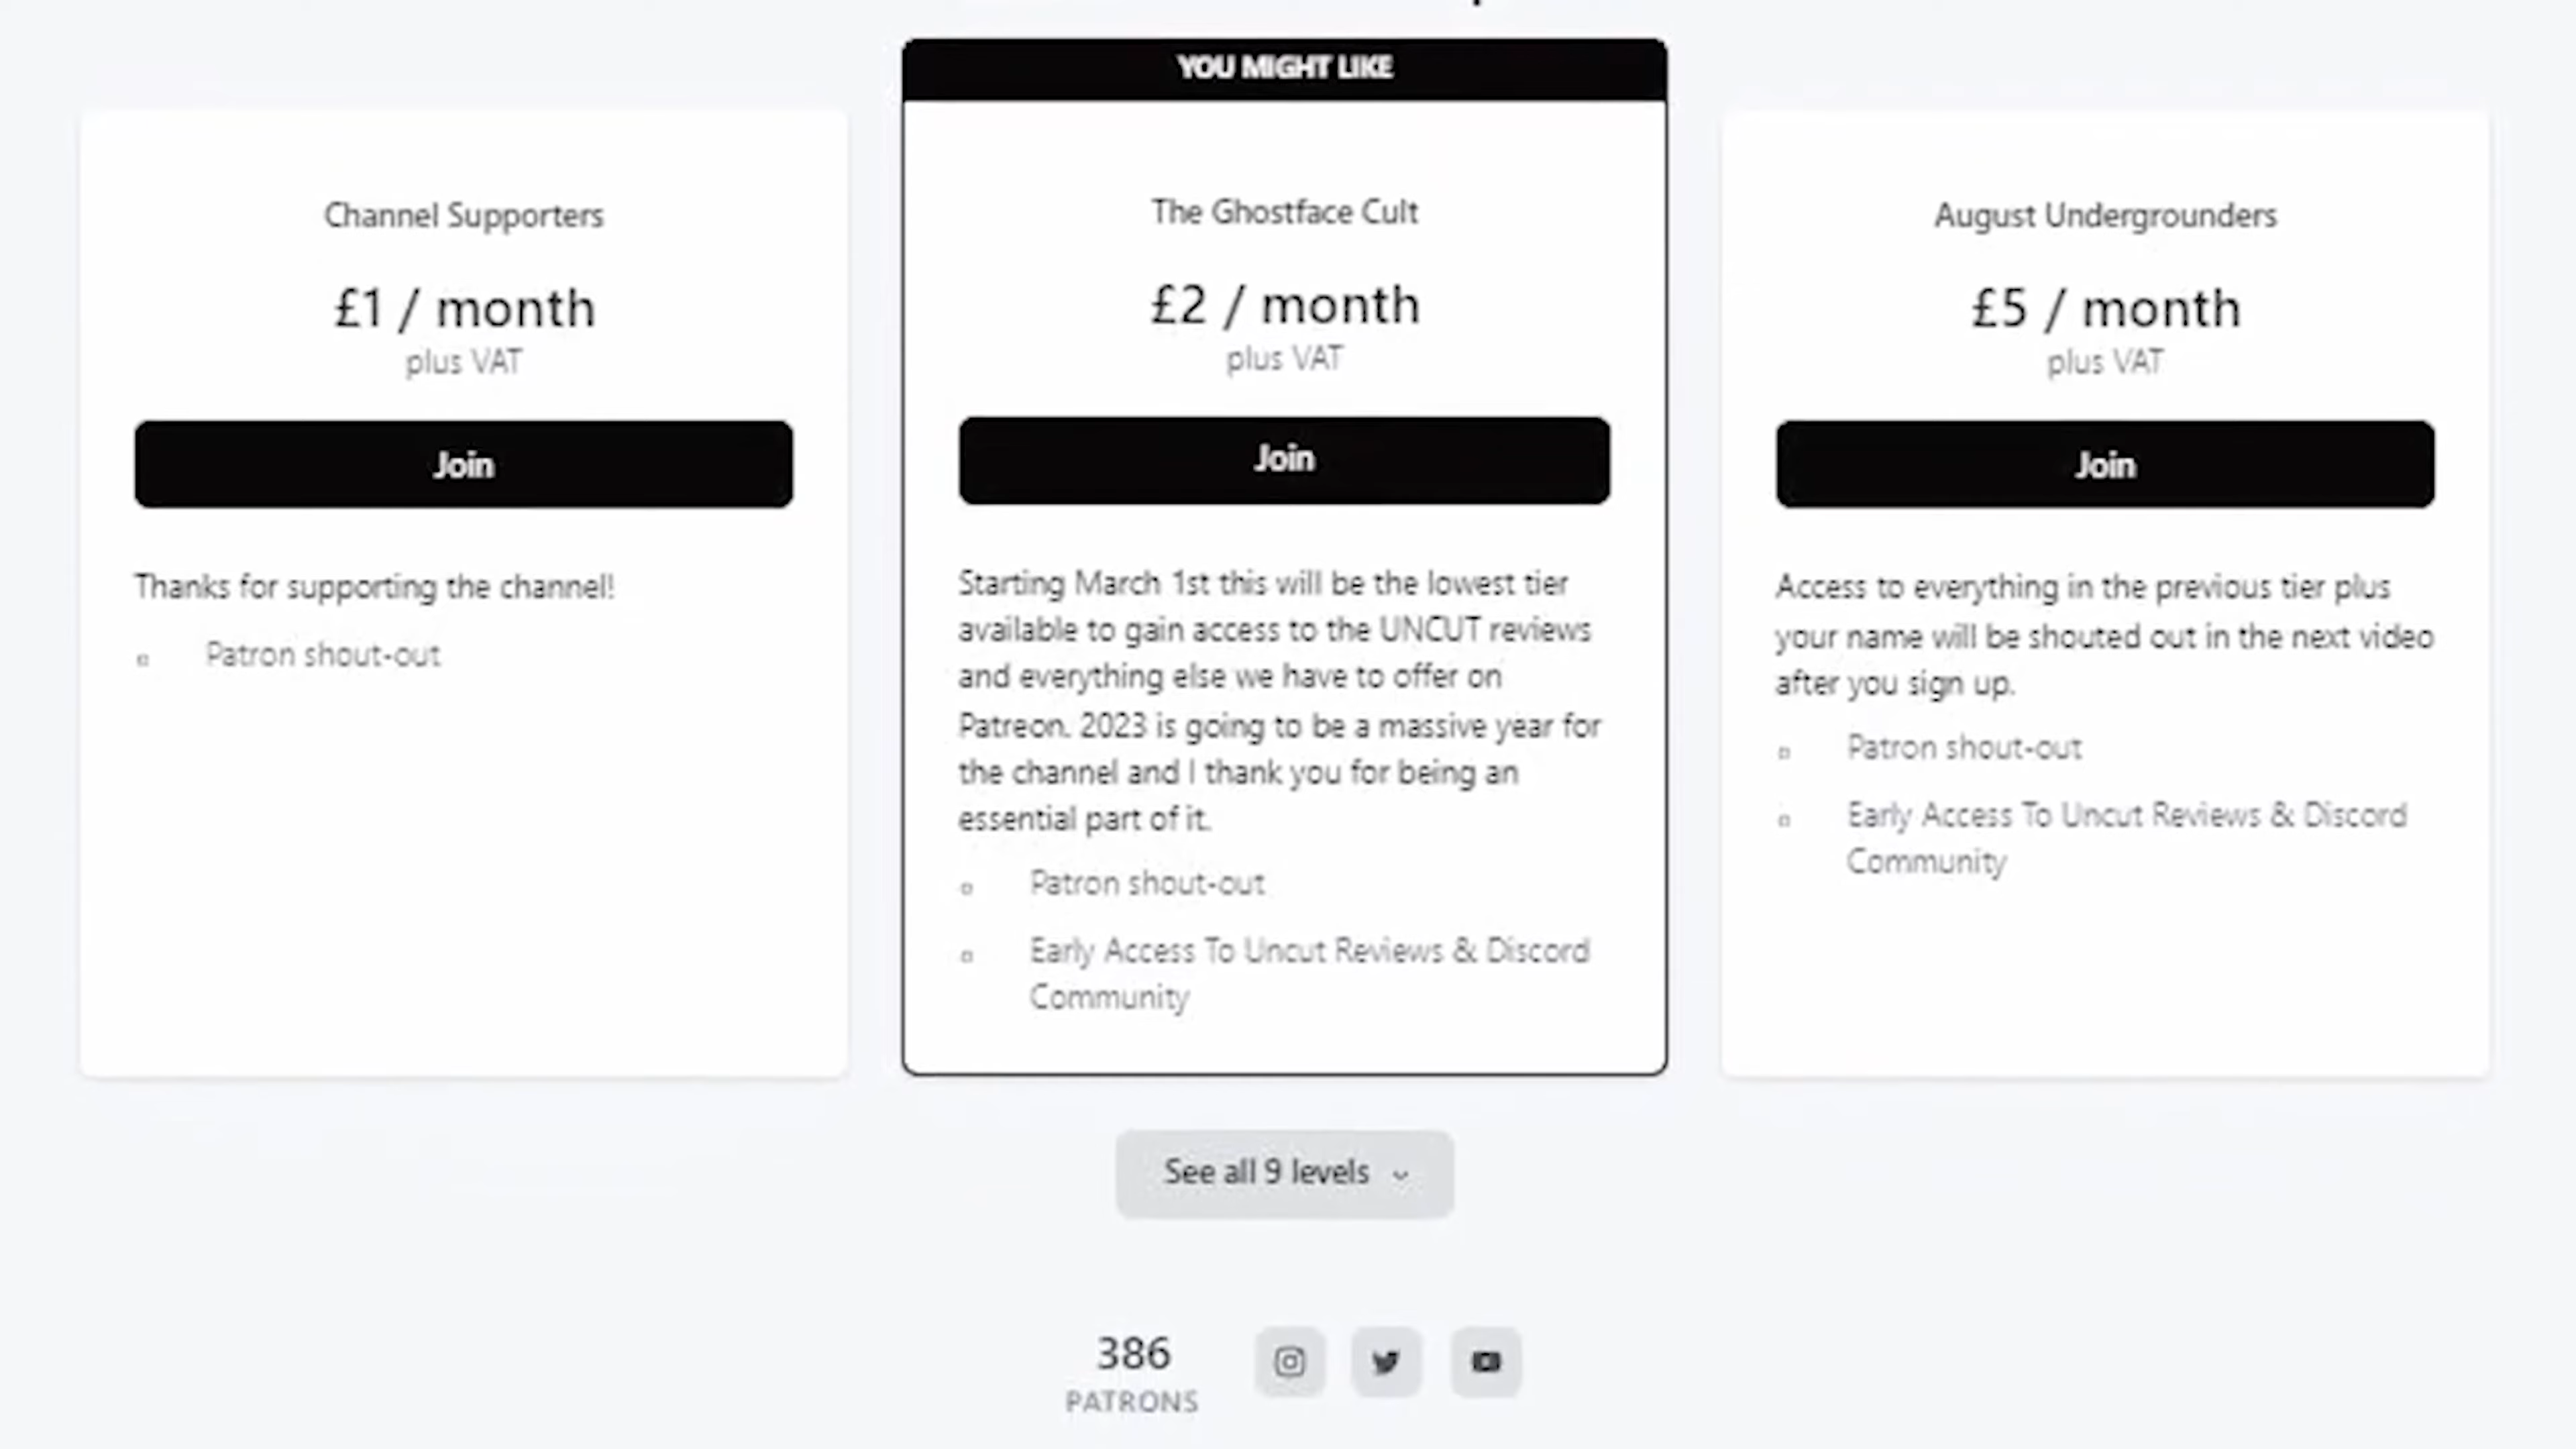 YOU MIGHT LIKE
Channel Supporters
£1 / month
plus VAT
Join
Thanks for supporting the channel!
Patron shout-out
The Ghostface Cult
£2 / month
plus VAT
Join
Starting March 1st this will be the lowest tier
available to gain access to the UNCUT reviews
and everything else we have to offer on
Patreon. 2023 is going to be a massive year for
the channel and I thank you for being an
essential part of it.
Patron shout-out
Early Access To Uncut Reviews & Discord
Community
August Undergrounders
£5 / month
plus VAT
Join
Access to everything in the previous tier plus
your name will be shouted out in the next video
after you sign up.
Patron shout-out
Early Access To Uncut Reviews & Discord
Community
See all 9 levels
386
PATRONS